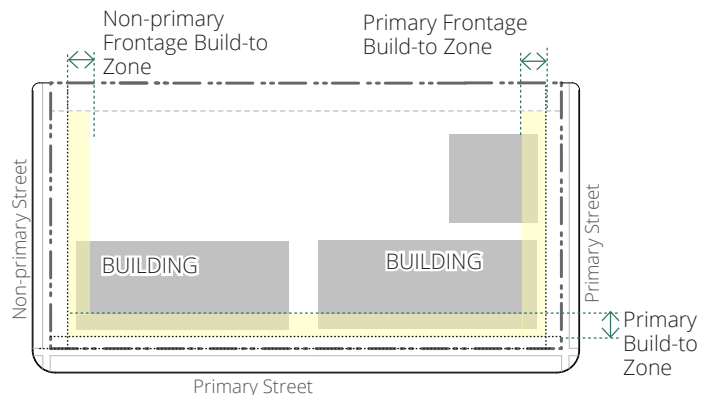 Non-primary
Frontage Build-to
Zone
Primary Frontage
Build-to Zone
Non-primary Street
Primary Street
BUILDING
BUILDING
Primary
Build-to
Zone
Primary Street